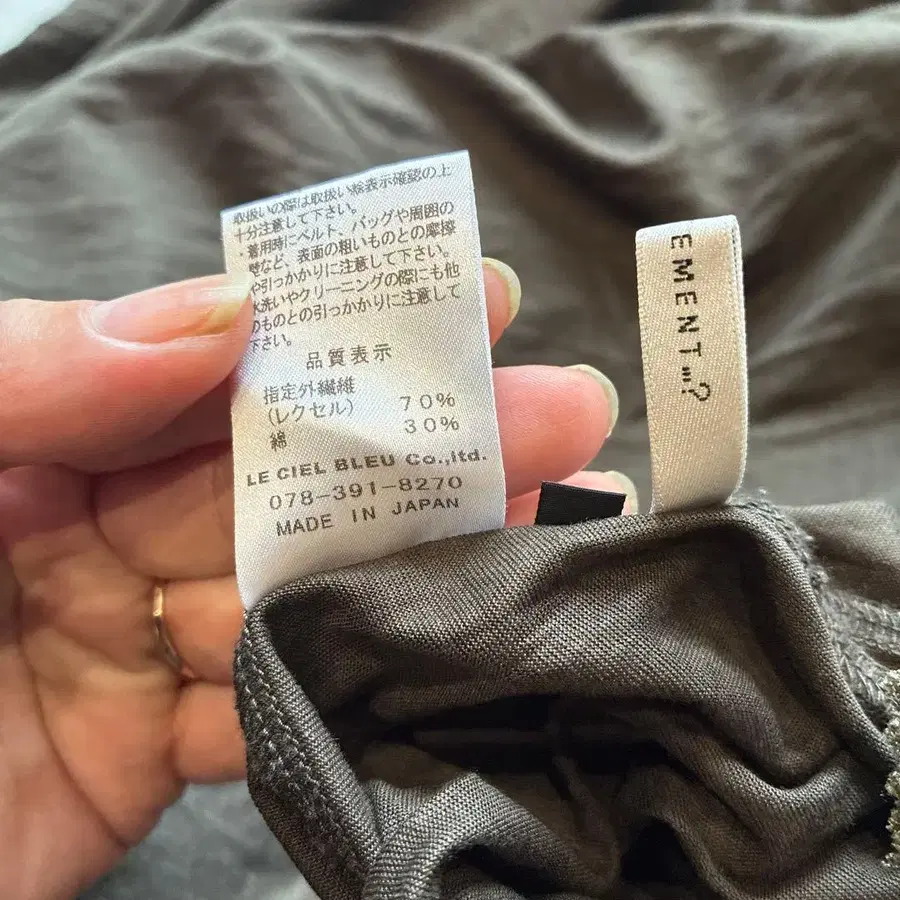 取扱いの際は取扱い絵表示確認の上
十分注意して下さい。
・着用時にベルト、バッグや周囲の
壁など、表面の粗いものとの摩擦
や引っかかりに注意して下さい。
水洗いやクリーニングの際にも他
のものとの引っかかりに注意して
下さい。
品質表示
指定外繊維
(レクセル) 70%
綿 30%
LE CIEL BLEU Co.,ltd.
078-391-8270
MADE IN JAPAN
EMENT...?